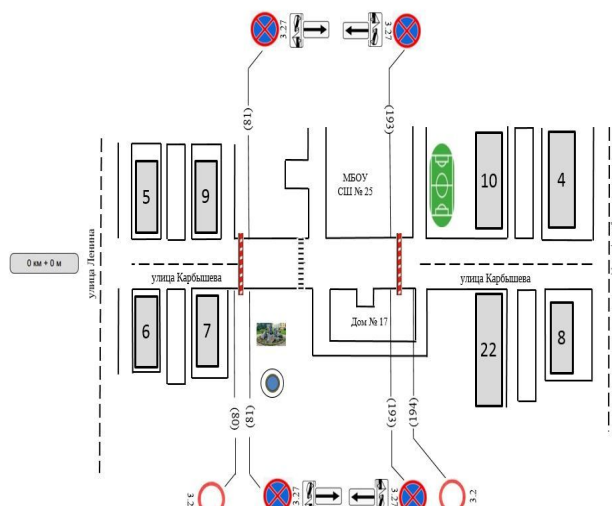 3.27
3.27
(81)
(193)
МБОУ
СШ № 25
5
9
10
4
0 км + 0 м
улица Ленина
улица Карбышева
улица Карбышева
6
7
Дом № 17
22
8
(80)
(81)
(193)
(194)
3.2
3.27
3.27
3.2